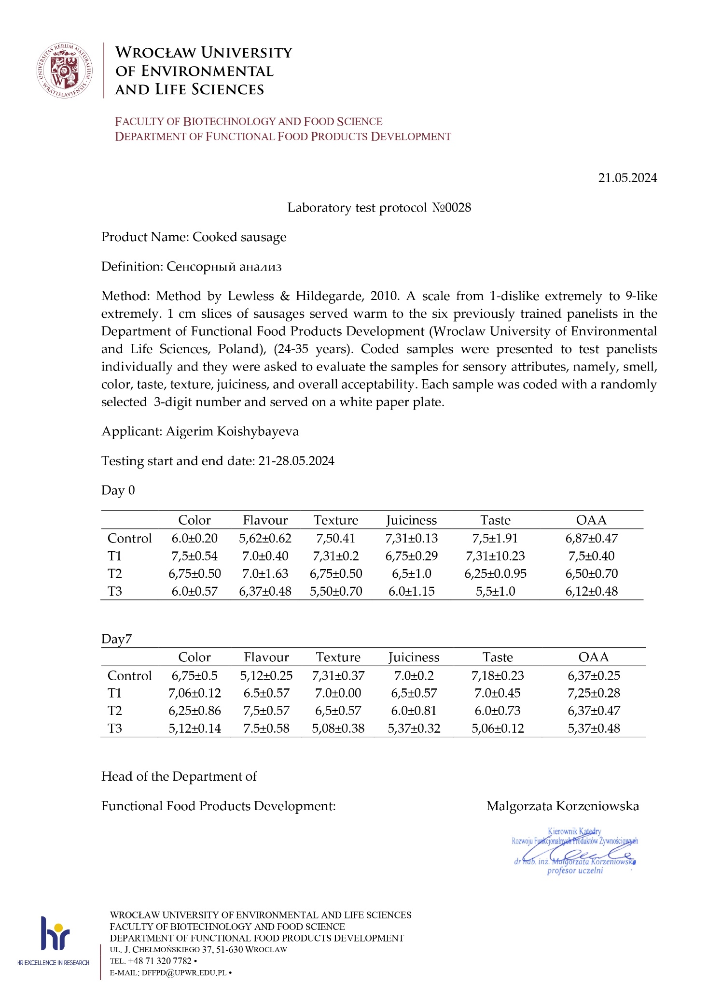 UNIVERSITAS RERUM NATURALIUM · WRATISLAVIENSIS ·
W
WROCŁAW UNIVERSITY
OF ENVIRONMENTAL
AND LIFE SCIENCES
FACULTY OF BIOTECHNOLOGY AND FOOD SCIENCE
DEPARTMENT OF FUNCTIONAL FOOD PRODUCTS DEVELOPMENT
21.05.2024
Laboratory test protocol №0028
Product Name: Cooked sausage
Definition: Сенсорный анализ
Method: Method by Lewless & Hildegarde, 2010. A scale from 1-dislike extremely to 9-like
extremely. 1 cm slices of sausages served warm to the six previously trained panelists in the
Department of Functional Food Products Development (Wroclaw University of Environmental
and Life Sciences, Poland), (24-35 years). Coded samples were presented to test panelists
individually and they were asked to evaluate the samples for sensory attributes, namely, smell,
color, taste, texture, juiciness, and overall acceptability. Each sample was coded with a randomly
selected 3-digit number and served on a white paper plate.
Applicant: Aigerim Koishybayeva
Testing start and end date: 21-28.05.2024
Day 0
Color Flavour Texture Juiciness Taste OAA
Control 6.0±0.20 5,62±0.62 7,50.41 7,31±0.13 7,5±1.91 6,87±0.47
T1 7,5±0.54 7.0±0.40 7,31±0.2 6,75±0.29 7,31±10.23 7,5±0.40
T2 6,75±0.50 7.0±1.63 6,75±0.50 6,5±1.0 6,25±0.0.95 6,50±0.70
T3 6.0±0.57 6,37±0.48 5,50±0.70 6.0±1.15 5,5±1.0 6,12±0.48
Day7
Color Flavour Texture Juiciness Taste OAA
Control 6,75±0.5 5,12±0.25 7,31±0.37 7.0±0.2 7,18±0.23 6,37±0.25
T1 7,06±0.12 6.5±0.57 7.0±0.00 6,5±0.57 7.0±0.45 7,25±0.28
T2 6,25±0.86 7,5±0.57 6,5±0.57 6.0±0.81 6.0±0.73 6,37±0.47
T3 5,12±0.14 7.5±0.58 5,08±0.38 5,37±0.32 5,06±0.12 5,37±0.48
Head of the Department of
Functional Food Products Development: Malgorzata Korzeniowska
Kierownik Katedry
Rozwoju Funkcjonalnych Produktów Żywnościowych
dr hab. inż. Małgorzata Korzeniowska
profesor uczelni
hr
HR EXCELLENCE IN RESEARCH
WROCŁAW UNIVERSITY OF ENVIRONMENTAL AND LIFE SCIENCES
FACULTY OF BIOTECHNOLOGY AND FOOD SCIENCE
DEPARTMENT OF FUNCTIONAL FOOD PRODUCTS DEVELOPMENT
UL. J. CHEŁMOŃSKIEGO 37, 51-630 WROCŁAW
TEL. +48 71 320 7782 •
E-MAIL: DFFPD@UPWR.EDU.PL •